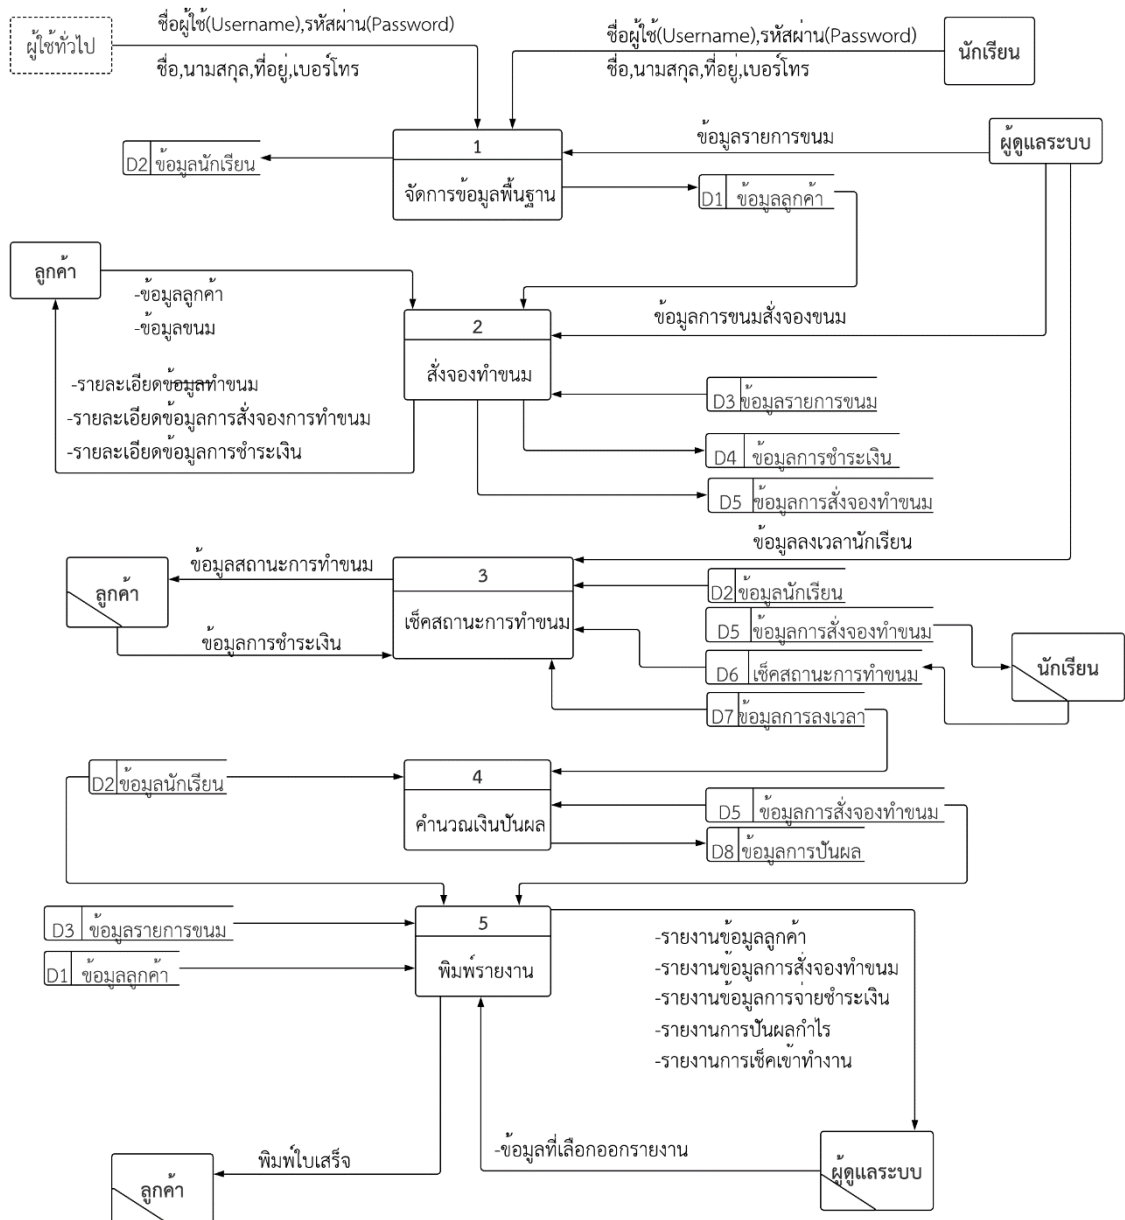 ชื่อผู้ใช้(Username),รหัสผ่าน(Password)
ผู้ใช้ทั่วไป
ชื่อ,นามสกุล,ที่อยู่,เบอร์โทร
ชื่อผู้ใช้(Username),รหัสผ่าน(Password)
ชื่อ,นามสกุล,ที่อยู่,เบอร์โทร
นักเรียน
1
จัดการข้อมูลพื้นฐาน
D2 ข้อมูลนักเรียน
ข้อมูลรายการขนม
ผู้ดูแลระบบ
D1 ข้อมูลลูกค้า
ลูกค้า
-ข้อมูลลูกค้า
-ข้อมูลขนม
2
สั่งจองทำขนม
ข้อมูลการขนมสั่งจองขนม
-รายละเอียดข้อมูลทำขนม
-รายละเอียดข้อมูลการสั่งจองการทำขนม
-รายละเอียดข้อมูลการชำระเงิน
D3 ข้อมูลรายการขนม
D4 ข้อมูลการชำระเงิน
D5 ข้อมูลการสั่งจองทำขนม
ข้อมูลลงเวลานักเรียน
ข้อมูลสถานะการทำขนม
ลูกค้า
ข้อมูลการชำระเงิน
3
เช็คสถานะการทำขนม
D2 ข้อมูลนักเรียน
D5 ข้อมูลการสั่งจองทำขนม
D6 เช็คสถานะการทำขนม
D7 ข้อมูลการลงเวลา
นักเรียน
D2 ข้อมูลนักเรียน
4
คำนวณเงินปันผล
D5 ข้อมูลการสั่งจองทำขนม
D8 ข้อมูลการปันผล
D3 ข้อมูลรายการขนม
D1 ข้อมูลลูกค้า
5
พิมพ์รายงาน
-รายงานข้อมูลลูกค้า
-รายงานข้อมูลการสั่งจองทำขนม
-รายงานข้อมูลการจ่ายชำระเงิน
-รายงานการปันผลกำไร
-รายงานการเช็คเข้าทำงาน
พิมพ์ใบเสร็จ
-ข้อมูลที่เลือกออกรายงาน
ลูกค้า
ผู้ดูแลระบบ